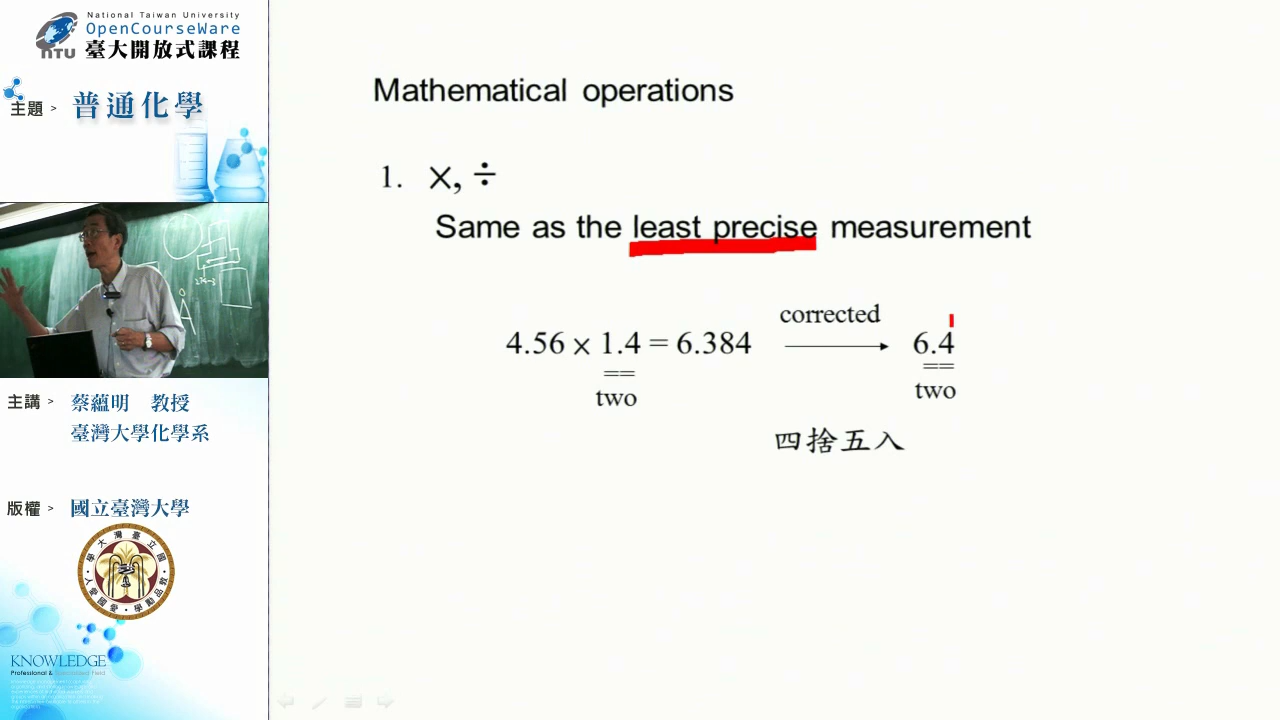 National Taiwan University
OpenCourseWare
NTU 臺大開放式課程
主題 > 普通化學
主講 > 蔡蘊明 教授
臺灣大學化學系
版權 > 國立臺灣大學
KNOWLEDGE
Mathematical operations
1. ×, ÷
Same as the least precise measurement
4.56 × 1.4 = 6.384 corrected 6.4
two two
四捨五入